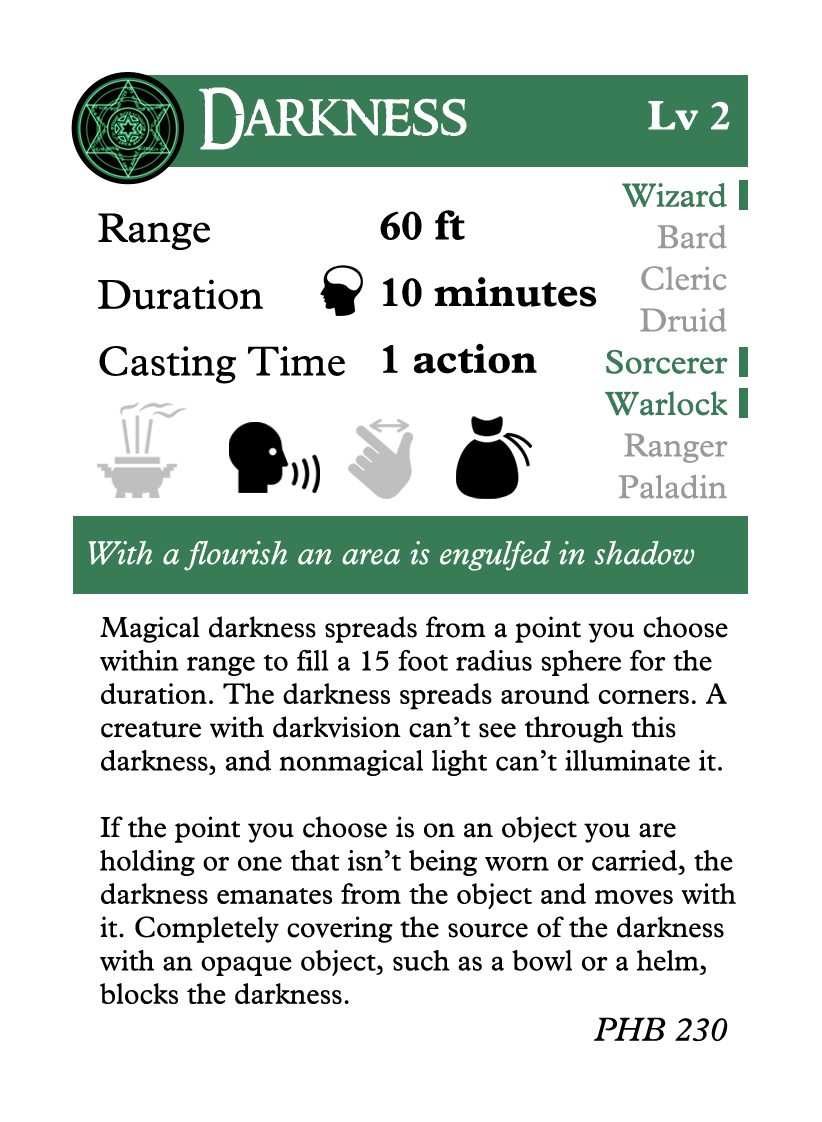 DARKNESS Lv 2
Wizard
Range 60 ft
Bard
Cleric
Duration 10 minutes
Druid
Casting Time 1 action
Sorcerer
Warlock
Ranger
Paladin
With a flourish an area is engulfed in shadow
Magical darkness spreads from a point you choose
within range to fill a 15 foot radius sphere for the
duration. The darkness spreads around corners. A
creature with darkvision can't see through this
darkness, and nonmagical light can't illuminate it.
If the point you choose is on an object you are
holding or one that isn't being worn or carried, the
darkness emanates from the object and moves with
it. Completely covering the source of the darkness
with an opaque object, such as a bowl or a helm,
blocks the darkness.
PHB 230